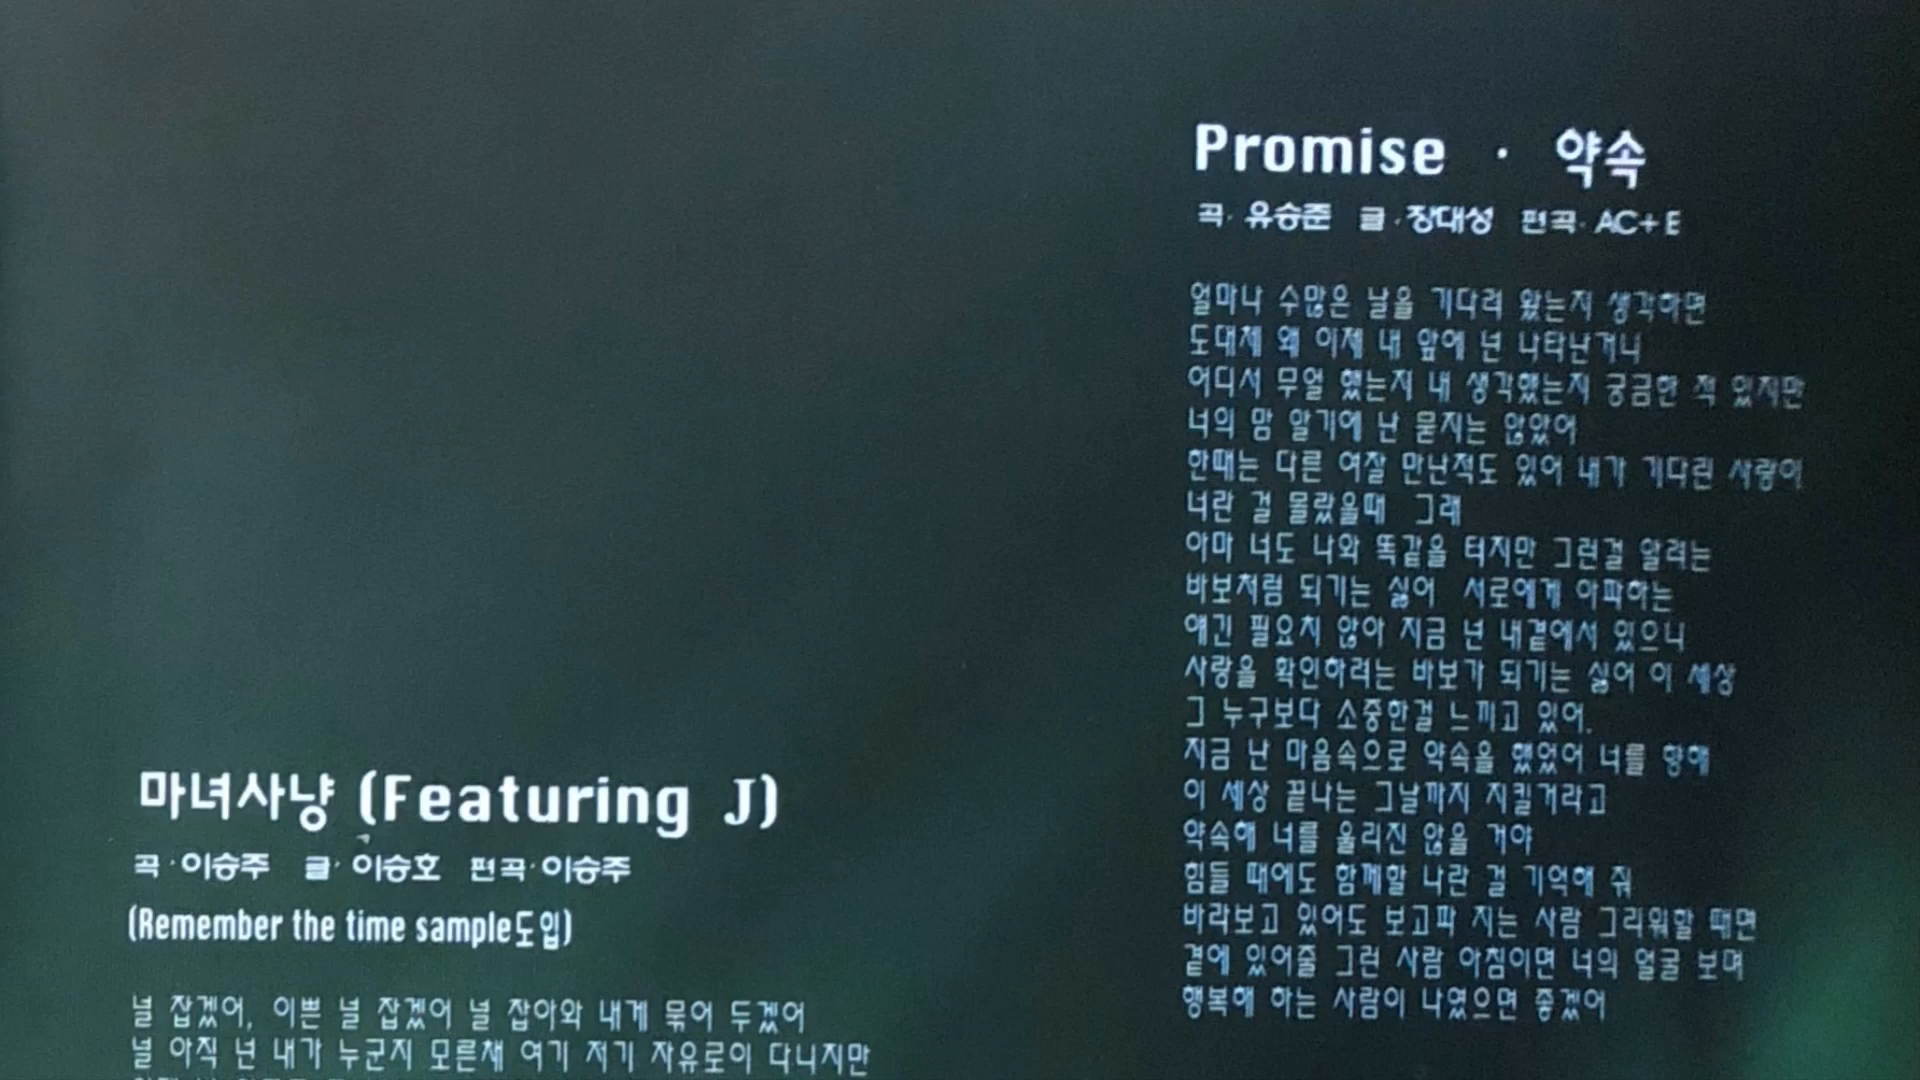 마녀사냥 (Featuring J)
곡·이승주 글·이승호 편곡·이승주
(Remember the time sample도입)
널 잡겠어, 이쁜 널 잡겠어 널 잡아와 내게 묶어 두겠어
널 아직 넌 내가 누군지 모른채 여기 저기 자유로이 다니지만
Promise · 약속
곡·유승준 글·장대성 편곡·AC+E
얼마나 수많은 날을 기다려 왔는지 생각하면
도대체 왜 이제 내 앞에 넌 나타난거니
어디서 무얼 했는지 내 생각했는지 궁금한 적 있지만
너의 맘 알기에 난 묻지는 않았어
한때는 다른 여잘 만난적도 있어 내가 기다린 사랑이
너란 걸 몰랐을때 그래
아마 너도 나와 똑같을 터지만 그런걸 알려는
바보처럼 되기는 싫어 서로에게 아파하는
얘긴 필요치 않아 지금 넌 내곁에서 있으니
사랑을 확인하려는 바보가 되기는 싫어 이 세상
그 누구보다 소중한걸 느끼고 있어.
지금 난 마음속으로 약속을 했었어 너를 향해
이 세상 끝나는 그날까지 지킬거라고
약속해 너를 울리진 않을 거야
힘들 때에도 함께할 나란 걸 기억해 줘
바라보고 있어도 보고파 지는 사람 그리워할 때면
곁에 있어줄 그런 사람 아침이면 너의 얼굴 보며
행복해 하는 사람이 나였으면 좋겠어